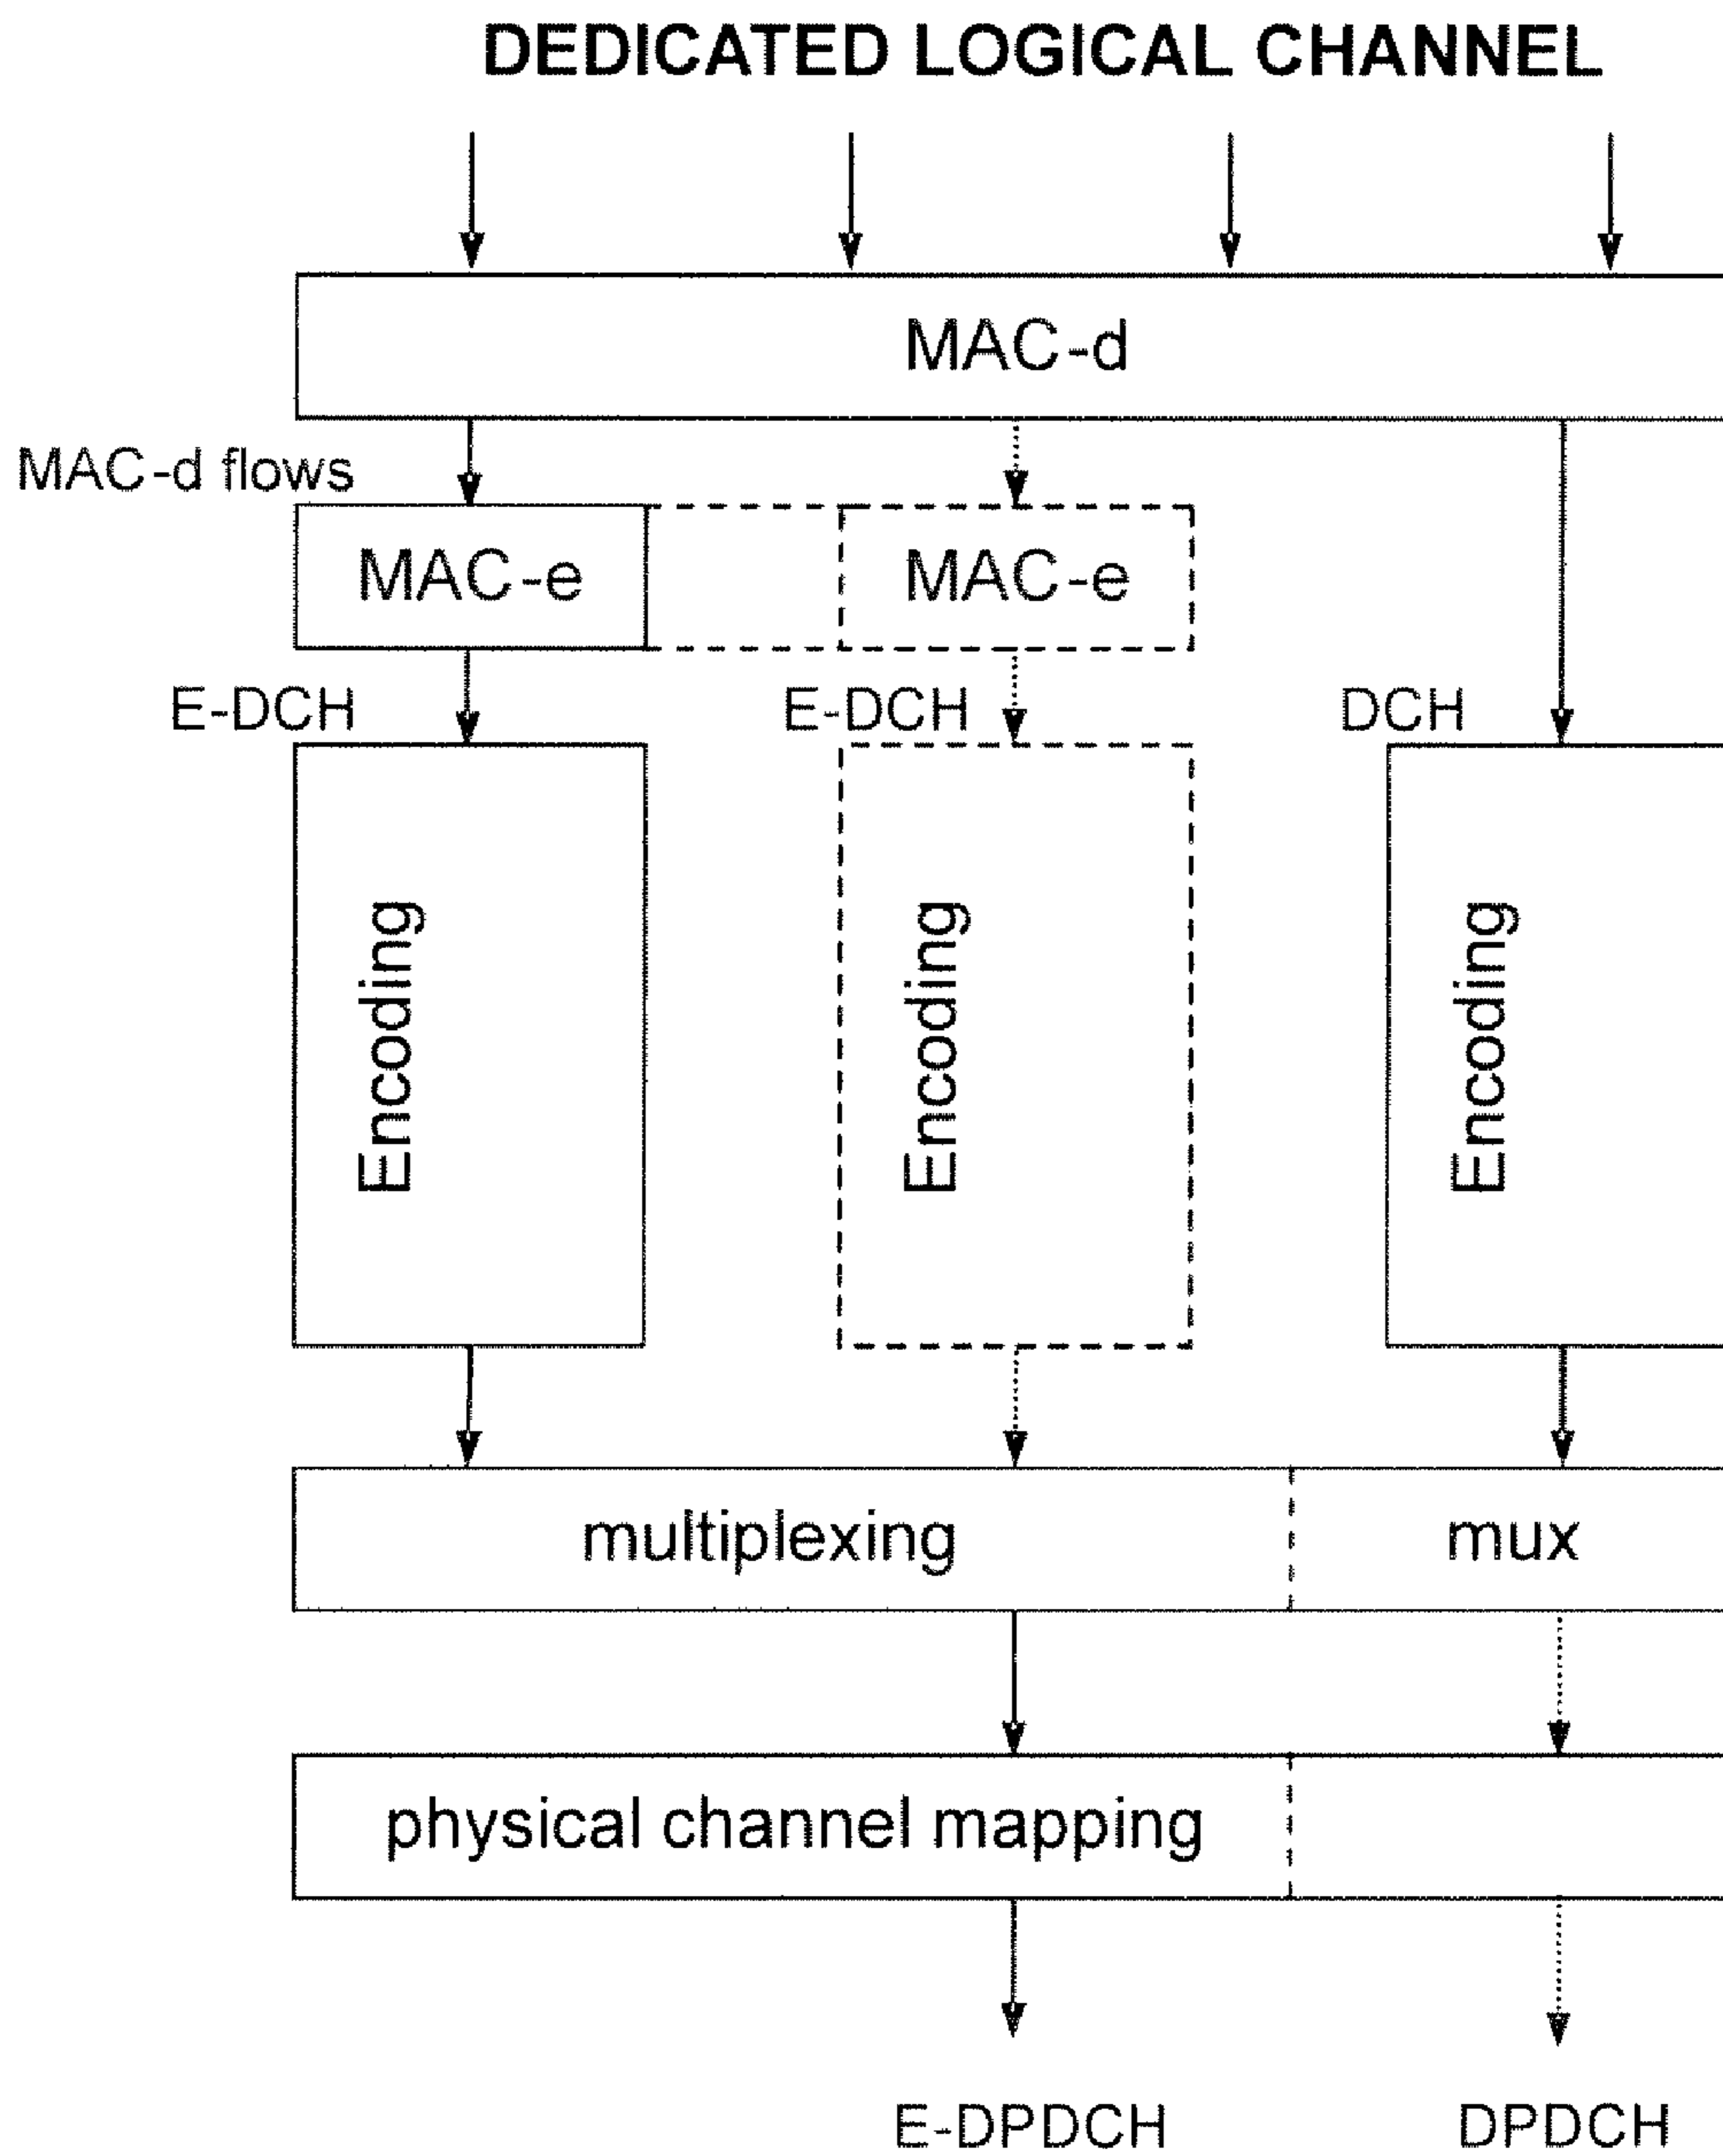 DEDICATED LOGICAL CHANNEL
MAC-d
MAC-d flows
MAC-e
MAC-e
E-DCH
E-DCH
DCH
Encoding
Encoding
Encoding
multiplexing
mux
physical channel mapping
E-DPDCH
DPDCH